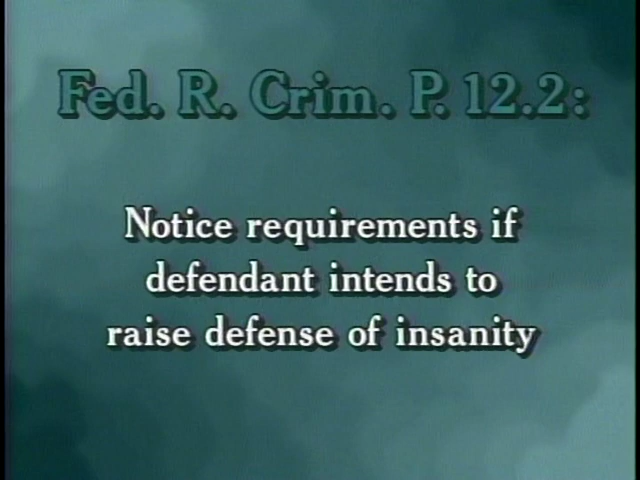 Fed. R. Crim. P. 12.2:
Notice requirements if
defendant intends to
raise defense of insanity